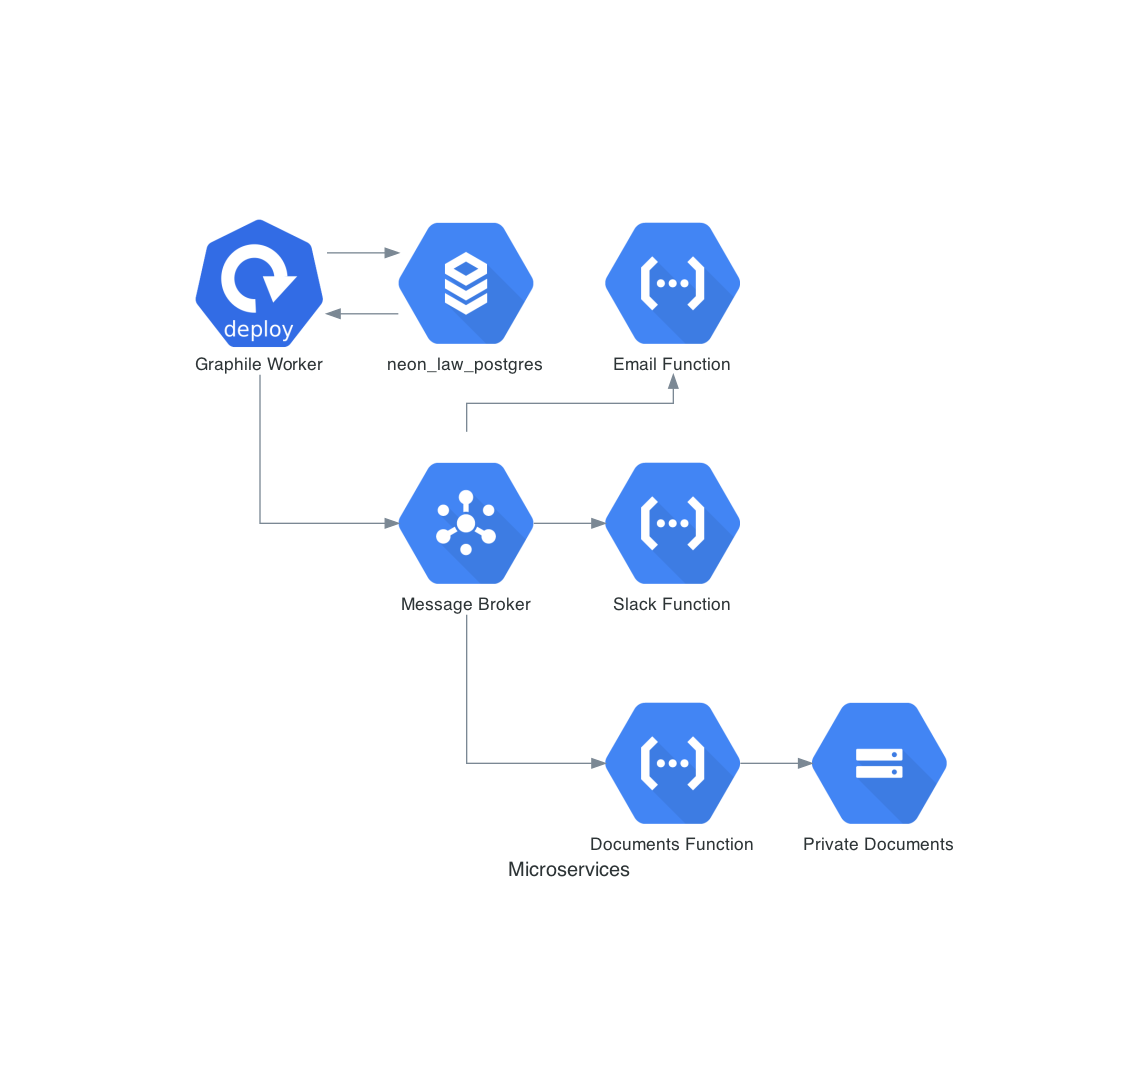 deploy
Graphile Worker
neon_law_postgres
Email Function
Message Broker
Slack Function
Documents Function
Private Documents
Microservices